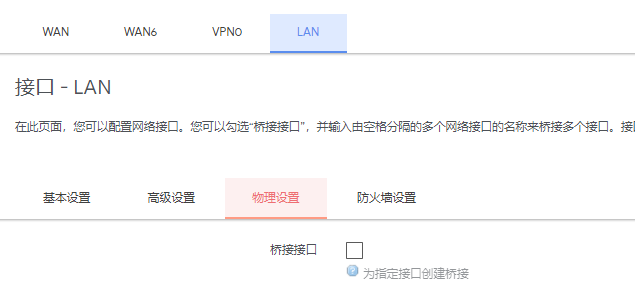 WAN WAN6 VPN0 LAN
接口 - LAN
在此页面，您可以配置网络接口。您可以勾选“桥接接口”，并输入由空格分隔的多个网络接口的名称来桥接多个接口。接
基本设置 高级设置 物理设置 防火墙设置
桥接接口
为指定接口创建桥接